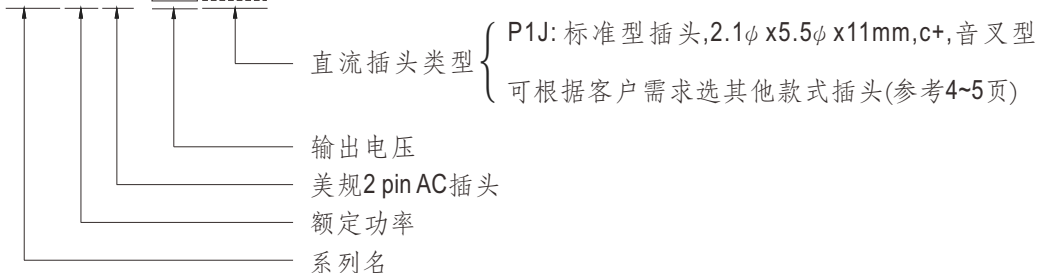 P1J: 标准型插头,2.1φ x5.5φ x11mm,c+,音叉型
直流插头类型
可根据客户需求选其他款式插头(参考4~5页)
输出电压
美规2 pin AC插头
额定功率
系列名